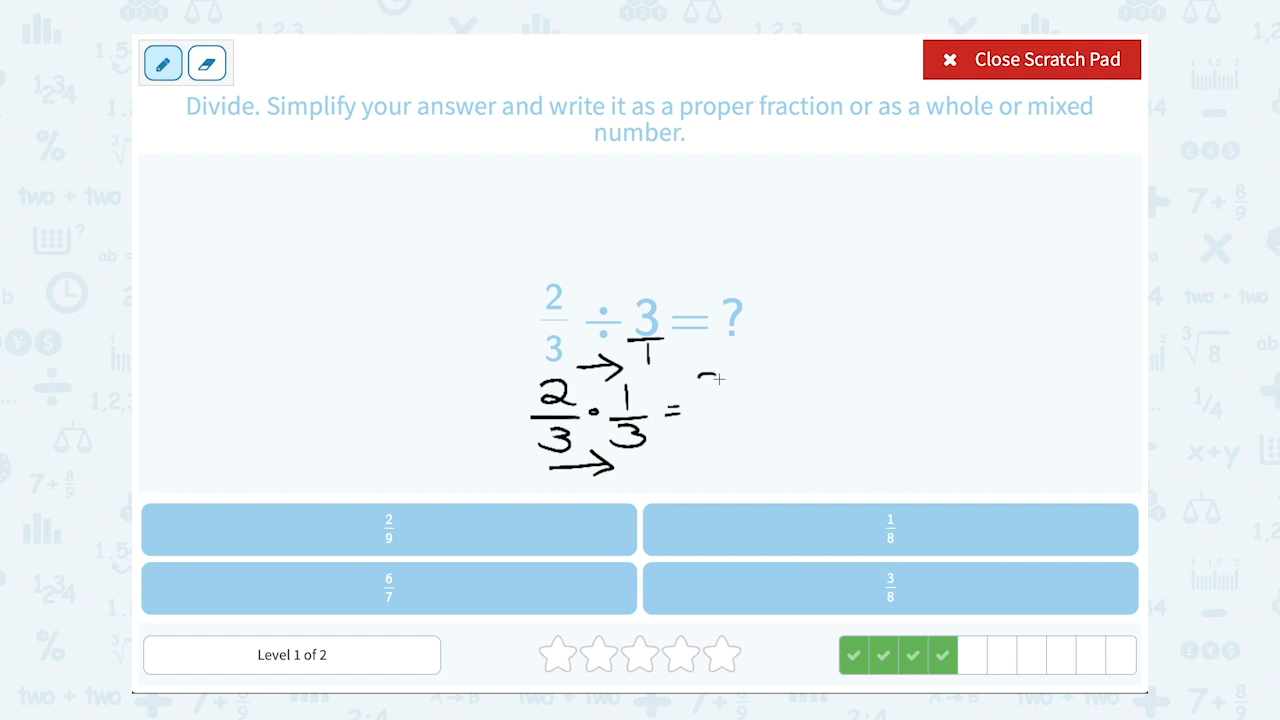 Close Scratch Pad
Divide. Simplify your answer and write it as a proper fraction or as a whole or mixed
number.
2/3 ÷ 3 = ?
1
2/3 · 1/3 =
2/9
1/8
6/7
3/8
Level 1 of 2